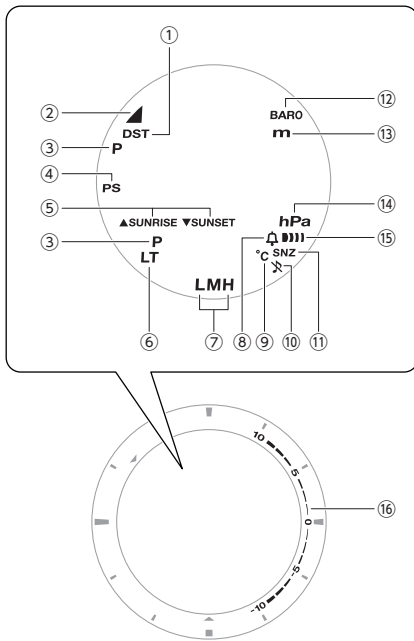 ①
② ⑫
BARO
DST
③ P m ⑬
④
PS
⑤ ▲SUNRISE ▼SUNSET hPa ⑭
⑮
③ P ⑧
LT °C SNZ
LMH
⑥ ⑦ ⑧ ⑨ ⑩ ⑪
10
5
0 ⑯
-5
-10